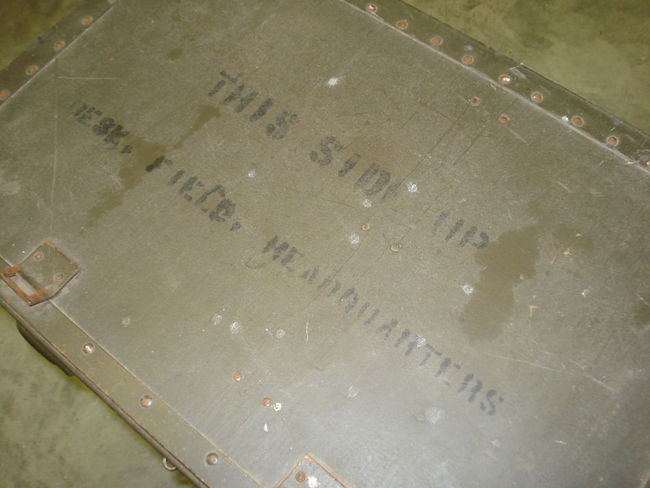 THIS SIDE UP
DESK, FIELD, HEADQUARTERS